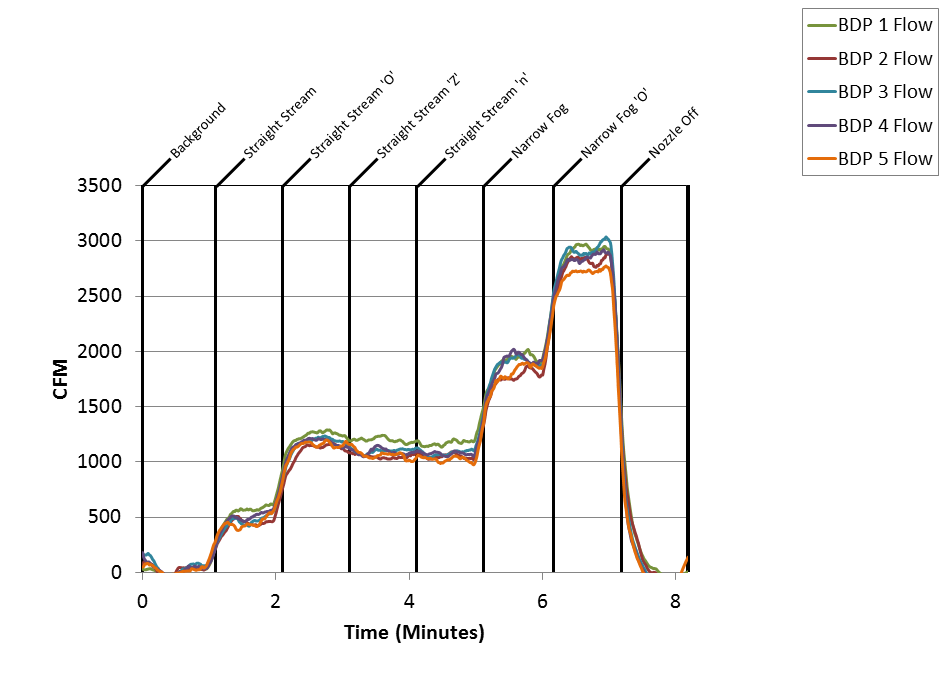 BDP 1 Flow
BDP 2 Flow
BDP 3 Flow
BDP 4 Flow
BDP 5 Flow
Background
Straight Stream
Straight Stream 'O'
Straight Stream 'Z'
Straight Stream 'n'
Narrow Fog
Narrow Fog 'O'
Nozzle Off
3500
3000
2500
2000
1500
1000
500
0
CFM
0 2 4 6 8
Time (Minutes)